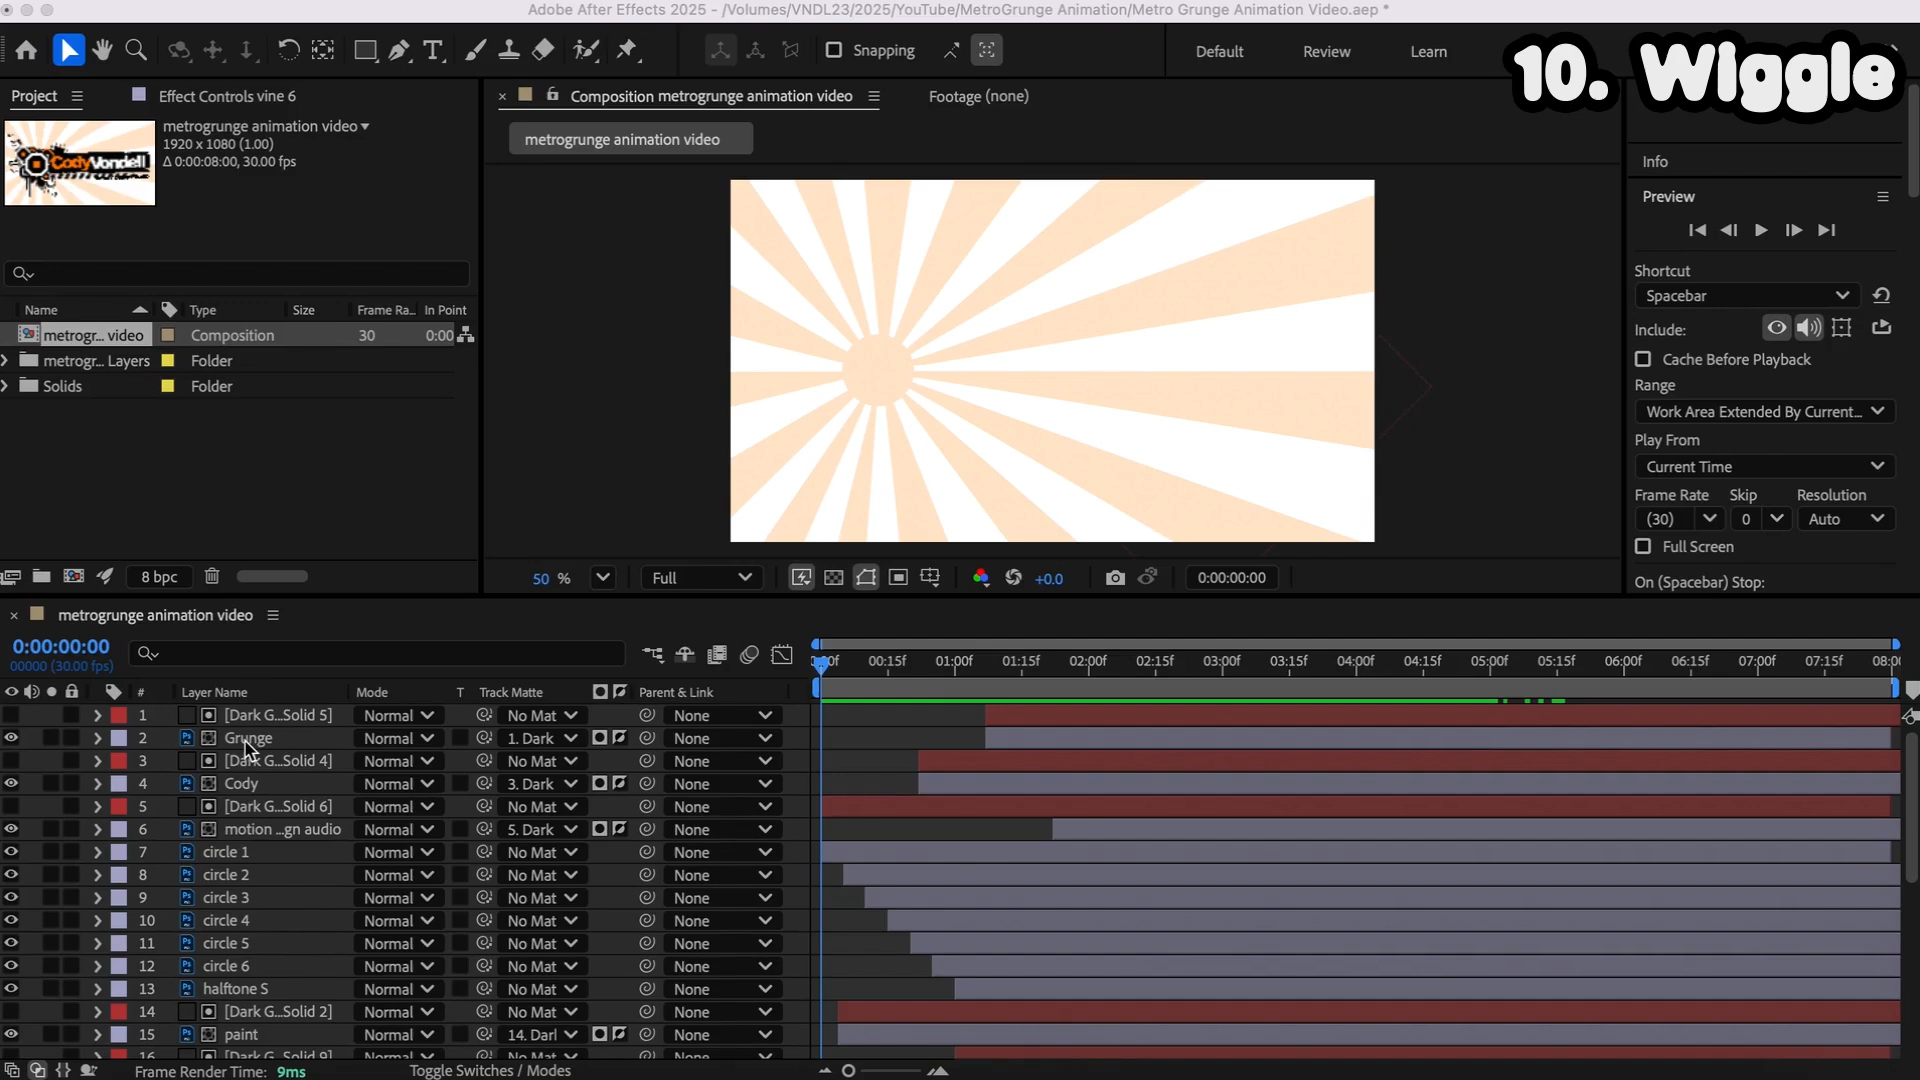 Adobe After Effects 2025 - /Volumes/VNDL23/2025/YouTube/MetroGrunge Animation/Metro Grunge Animation Video.aep *
Snapping
Default
Review
Learn
10. Wiggle
Project
Effect Controls vine 6
Composition metrogrunge animation video
Footage (none)
metrogrunge animation video
1920 x 1080 (1.00)
Δ 0:00:08:00, 30.00 fps
CodyVondell
metrogrunge animation video
Info
Preview
Shortcut
Spacebar
Include:
Cache Before Playback
Range
Work Area Extended By Current...
Play From
Current Time
Frame Rate Skip Resolution
(30) 0 Auto
Full Screen
On (Spacebar) Stop:
Name Type Size Frame Ra... In Point
metrogr... video Composition 30 0:00
metrogr... Layers Folder
Solids Folder
8 bpc
50 % Full +0.0 0:00:00:00
metrogrunge animation video
0:00:00:00
00000 (30.00 fps)
00:15f 01:00f 01:15f 02:00f 02:15f 03:00f 03:15f 04:00f 04:15f 05:00f 05:15f 06:00f 06:15f 07:00f 07:15f 08:00
# Layer Name Mode T Track Matte Parent & Link
1 [Dark G...Solid 5] Normal No Mat None
2 Grunge Normal 1. Dark None
3 [Dark G...Solid 4] Normal No Mat None
4 Cody Normal 3. Dark None
5 [Dark G...Solid 6] Normal No Mat None
6 motion ...gn audio Normal 5. Dark None
7 circle 1 Normal No Mat None
8 circle 2 Normal No Mat None
9 circle 3 Normal No Mat None
10 circle 4 Normal No Mat None
11 circle 5 Normal No Mat None
12 circle 6 Normal No Mat None
13 halftone S Normal No Mat None
14 [Dark G...Solid 2] Normal No Mat None
15 paint Normal 14. Darl None
16 [Dark G...Solid 9] Normal No Mat None
Frame Render Time: 9ms
Toggle Switches / Modes